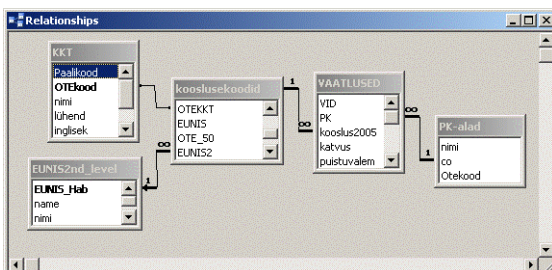 Relationships
KKT
Paalikood
OTEkood
nimi
lühend
inglisek
kooslusekoodid
OTEKKT
EUNIS
OTE_50
EUNIS2
VAATLUSED
VID
PK
kooslus2005
katvus
puistuvalem
PK-alad
nimi
co
Otekood
EUNIS2nd_level
EUNIS_Hab
name
nimi
1
∞
∞
1
∞
1